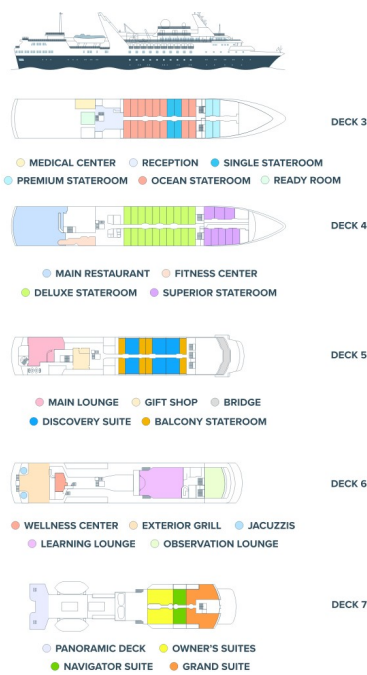 DECK 3
MEDICAL CENTER RECEPTION SINGLE STATEROOM
PREMIUM STATEROOM OCEAN STATEROOM READY ROOM
DECK 4
MAIN RESTAURANT FITNESS CENTER
DELUXE STATEROOM SUPERIOR STATEROOM
DECK 5
MAIN LOUNGE GIFT SHOP BRIDGE
DISCOVERY SUITE BALCONY STATEROOM
DECK 6
WELLNESS CENTER EXTERIOR GRILL JACUZZIS
LEARNING LOUNGE OBSERVATION LOUNGE
DECK 7
PANORAMIC DECK OWNER'S SUITES
NAVIGATOR SUITE GRAND SUITE